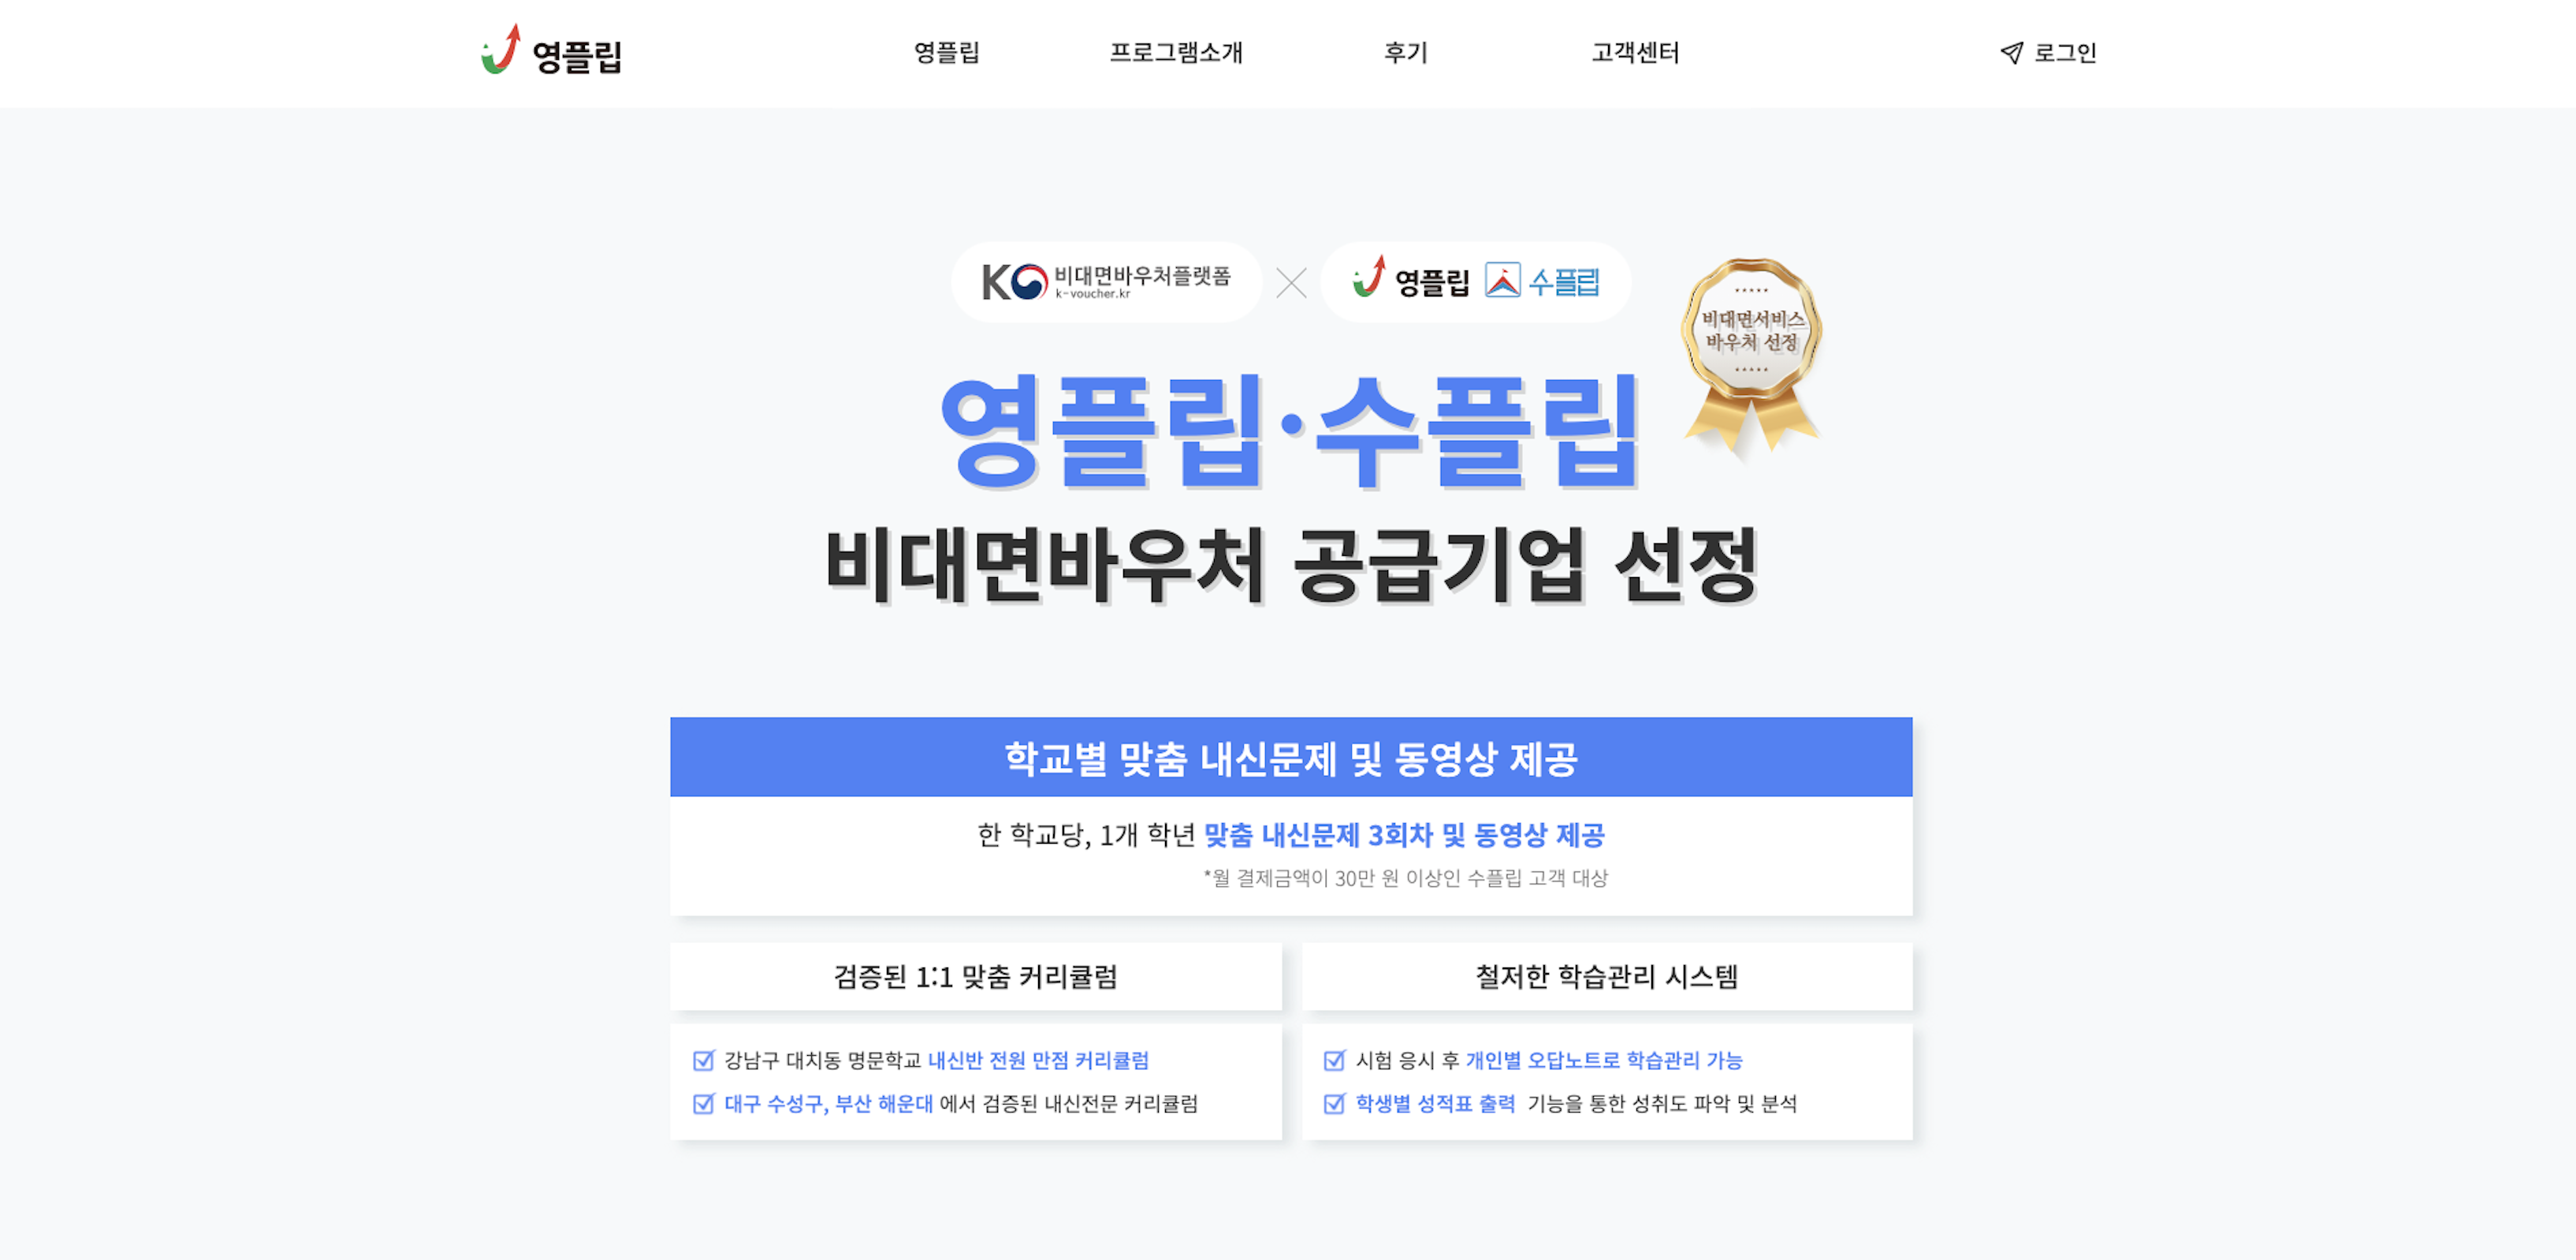 영플립
영플립 프로그램소개 후기 고객센터
로그인
K 비대면바우처플랫폼
k-voucher.kr
영플립 수플립
★★★★★
비대면서비스
바우처 선정
★★★★★
영플립·수플립
비대면바우처 공급기업 선정
학교별 맞춤 내신문제 및 동영상 제공
한 학교당, 1개 학년 맞춤 내신문제 3회차 및 동영상 제공
*월 결제금액이 30만 원 이상인 수플립 고객 대상
검증된 1:1 맞춤 커리큘럼
강남구 대치동 명문학교 내신반 전원 만점 커리큘럼
대구 수성구, 부산 해운대 에서 검증된 내신전문 커리큘럼
철저한 학습관리 시스템
시험 응시 후 개인별 오답노트로 학습관리 가능
학생별 성적표 출력 기능을 통한 성취도 파악 및 분석